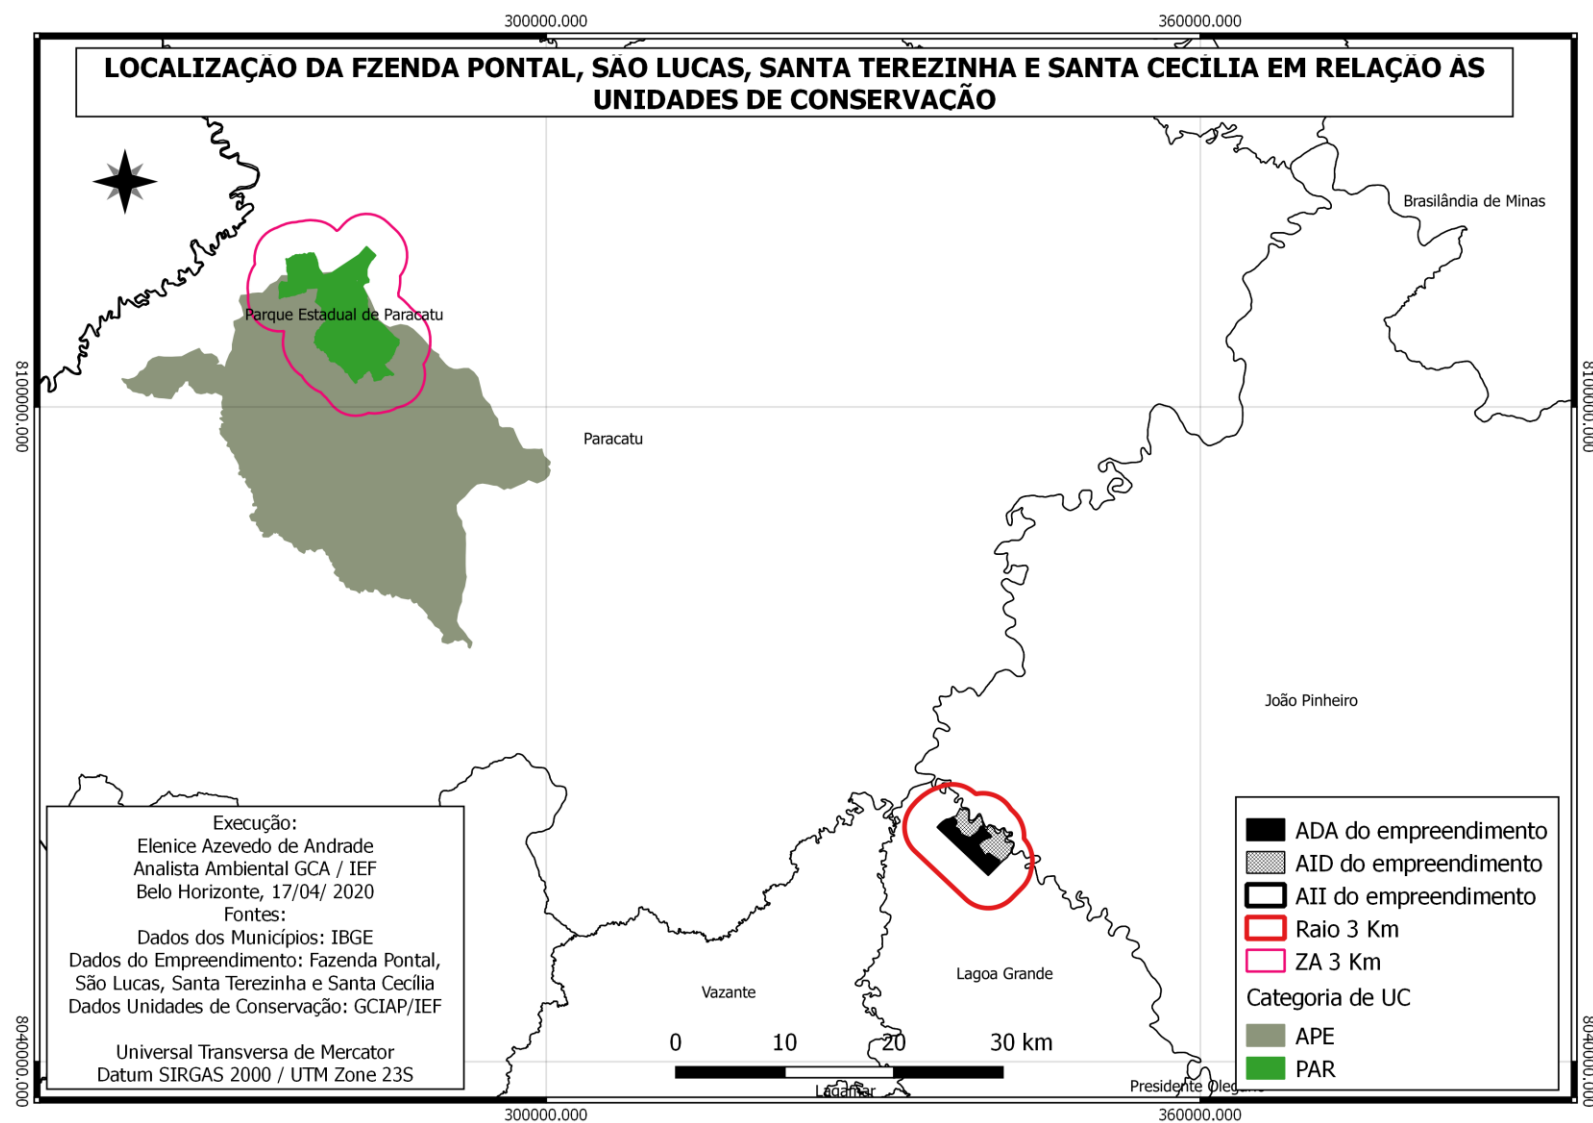 300000.000
360000.000
LOCALIZAÇÃO DA FZENDA PONTAL, SÃO LUCAS, SANTA TEREZINHA E SANTA CECÍLIA EM RELAÇÃO ÀS
UNIDADES DE CONSERVAÇÃO
Brasilândia de Minas
Parque Estadual de Paracatu
8100000.000
8100000.000
Paracatu
João Pinheiro
Execução:
Elenice Azevedo de Andrade
Analista Ambiental GCA / IEF
Belo Horizonte, 17/04/ 2020
Fontes:
Dados dos Municípios: IBGE
Dados do Empreendimento: Fazenda Pontal,
São Lucas, Santa Terezinha e Santa Cecília
Dados Unidades de Conservação: GCIAP/IEF
Universal Transversa de Mercator
Datum SIRGAS 2000 / UTM Zone 23S
ADA do empreendimento
AID do empreendimento
AII do empreendimento
Raio 3 Km
ZA 3 Km
Categoria de UC
APE
PAR
Lagoa Grande
Vazante
0 10 20 30 km
Lagamar
Presidente Olegario
8040000.000
8040000.000
300000.000
360000.000